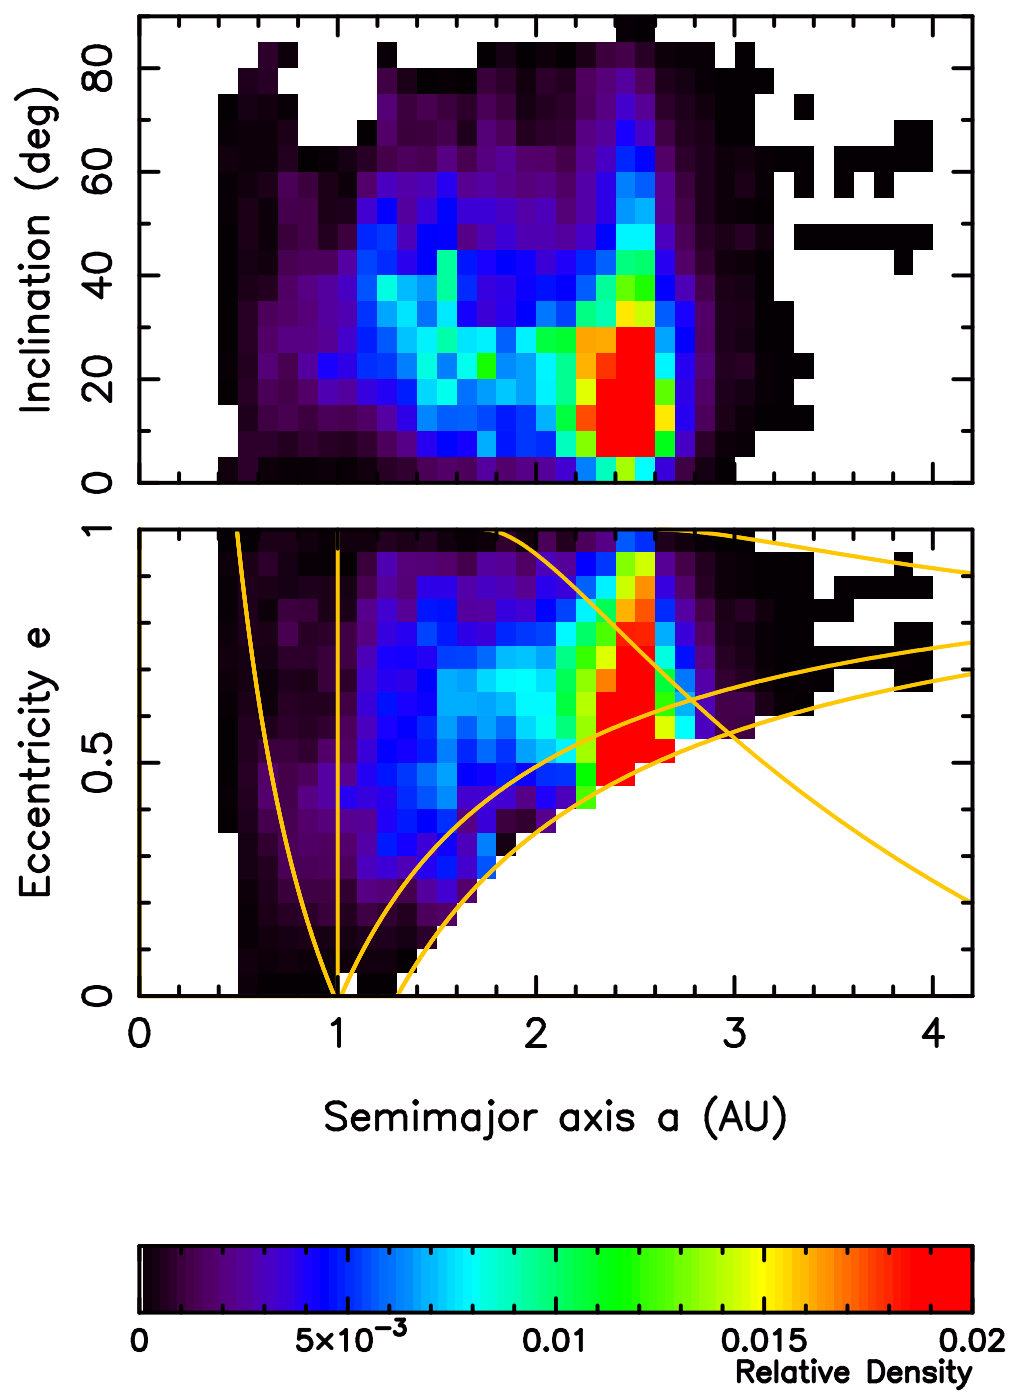 80
60
40
20
0
Inclination (deg)
1
0.5
0
Eccentricity e
0 1 2 3 4
Semimajor axis a (AU)
0 5×10⁻³ 0.01 0.015 0.02
Relative Density